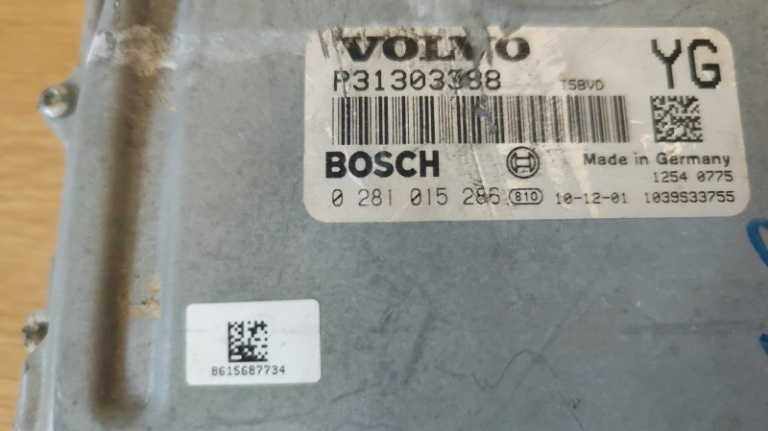 VOLVO
YG
P31303388
TSBVD
BOSCH
Made in Germany
1254 0775
0 281 015 286 810 10-12-01 1039S33755
8615687734